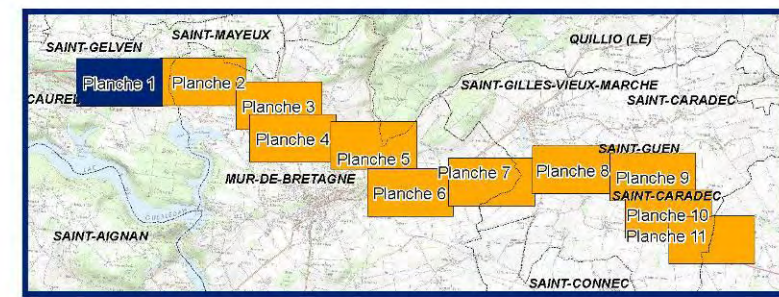 SAINT-MAYEUX
SAINT-GELVEN
QUILLIO (LE)
Planche 1
Planche 2
SAINT-GILLES-VIEUX-MARCHE
CAUREL
Planche 3
SAINT-CARADEC
Planche 4
Planche 5
SAINT-GUEN
MUR-DE-BRETAGNE
Planche 6
Planche 7
Planche 8
Planche 9
SAINT-CARADEC
Planche 10
SAINT-AIGNAN
Planche 11
SAINT-CONNEC